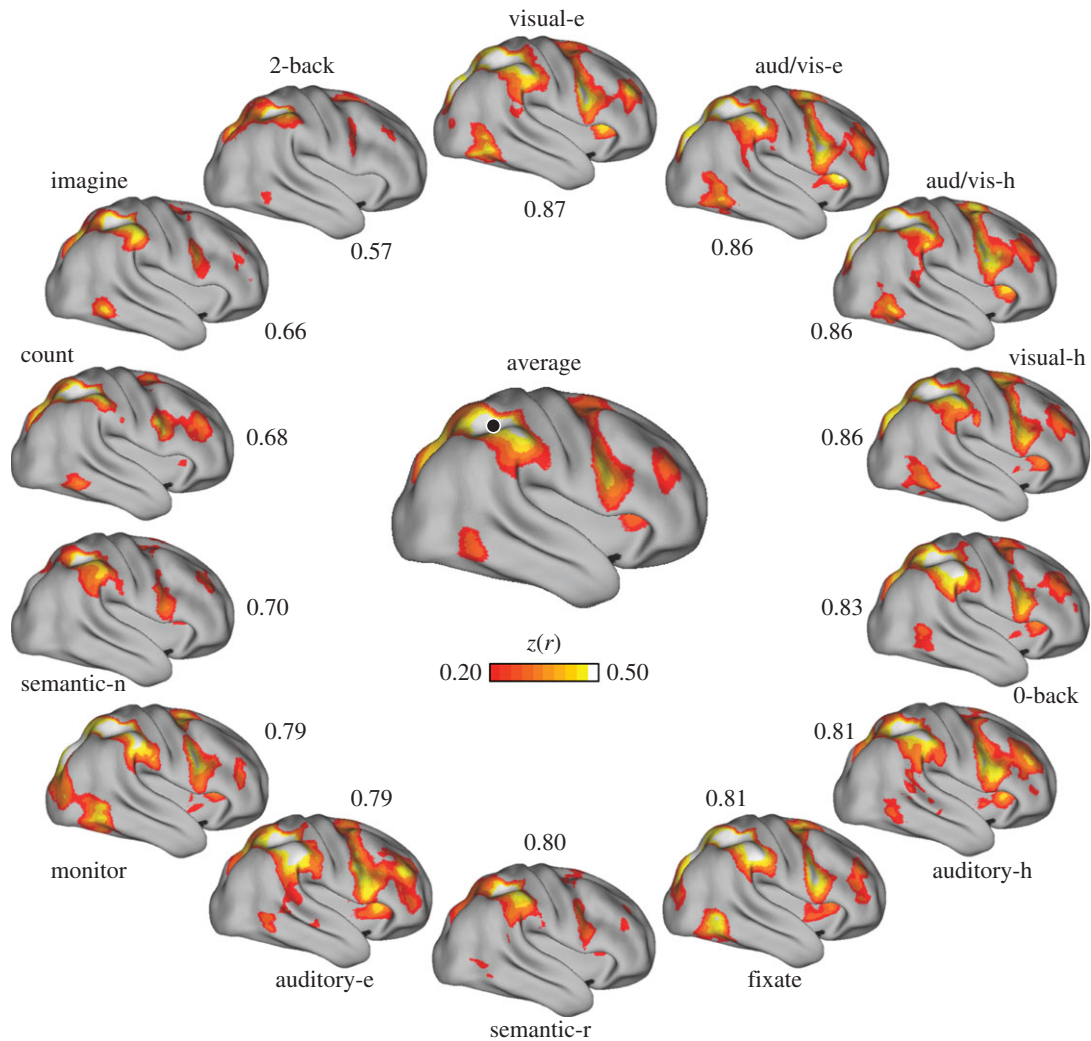 visual-e
2-back
aud/vis-e
imagine
aud/vis-h
0.87
0.57
0.86
0.66
0.86
count
average
visual-h
0.68
0.86
0.70
z(r)
0.83
0.20 0.50
semantic-n
0-back
0.79
0.81
0.79
0.81
0.80
monitor
auditory-h
auditory-e
fixate
semantic-r